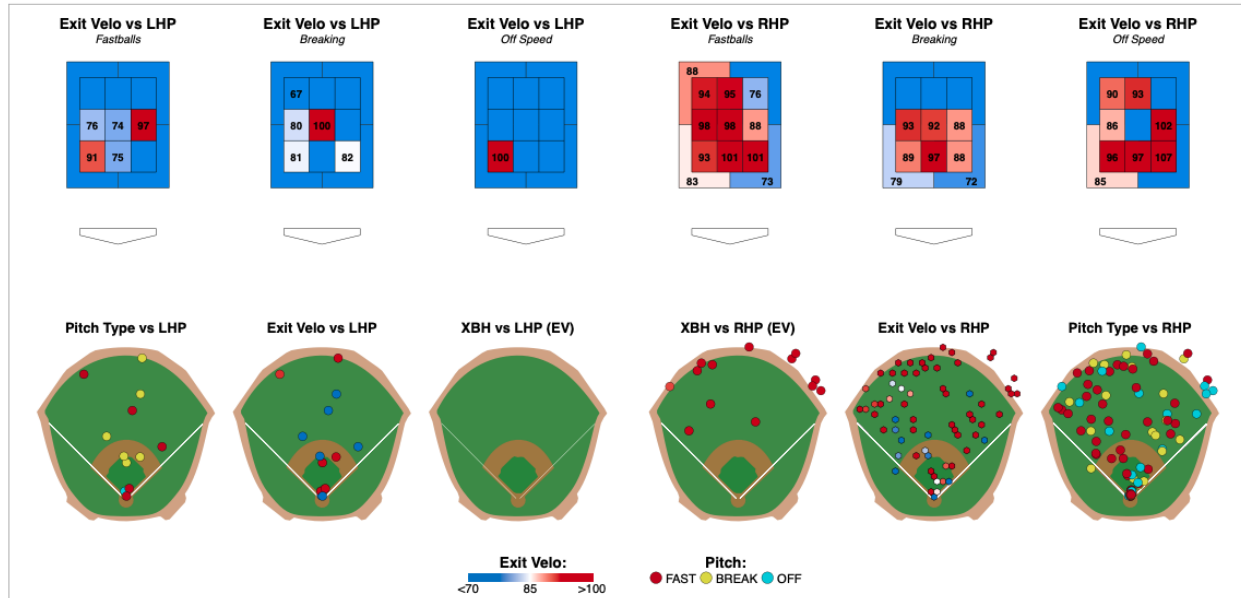 Exit Velo vs LHP
Fastballs
Exit Velo vs LHP
Breaking
Exit Velo vs LHP
Off Speed
Exit Velo vs RHP
Fastballs
Exit Velo vs RHP
Breaking
Exit Velo vs RHP
Off Speed
76 74 97
91 75
67
80 100
81 82
100
88
94 95 76
98 98 88
93 101 101
83 73
93 92 88
89 97 88
79 72
90 93
86 102
96 97 107
85
Pitch Type vs LHP
Exit Velo vs LHP
XBH vs LHP (EV)
XBH vs RHP (EV)
Exit Velo vs RHP
Pitch Type vs RHP
Exit Velo:
<70 85 >100
Pitch:
FAST BREAK OFF